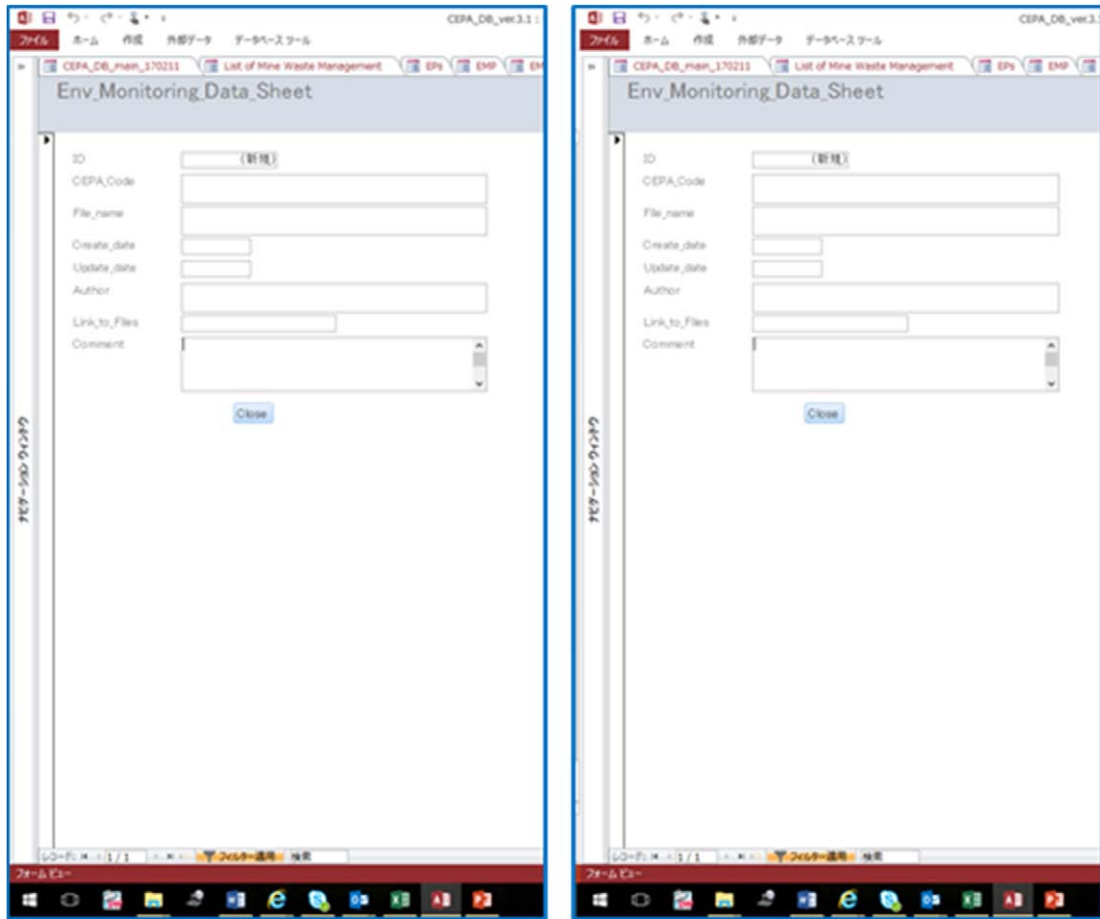 CEPA_DB_ver.3.1 :
ファイル ホーム 作成 外部データ データベース ツール
» CEPA_DB_main_170211 List of Mine Waste Management EPs EMP EM
Env_Monitoring_Data_Sheet
ID (新規)
CEPA_Code
File_name
Create_date
Update_date
Author
Link_to_Files
Comment
Close
ナビゲーション ウィンドウ
レコード: 1 / 1 フィルター適用 検索
フォーム ビュー
CEPA_DB_ver.3.1
ファイル ホーム 作成 外部データ データベース ツール
» CEPA_DB_main_170211 List of Mine Waste Management EPs EMP
Env_Monitoring_Data_Sheet
ID (新規)
CEPA_Code
File_name
Create_date
Update_date
Author
Link_to_Files
Comment
Close
ナビゲーション ウィンドウ
レコード: 1 / 1 フィルター適用 検索
フォーム ビュー